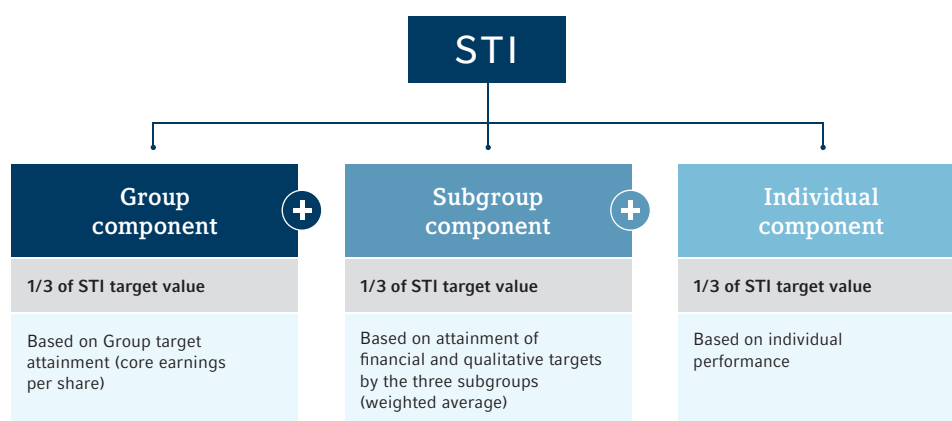 STI
Group
component
1/3 of STI target value
Based on Group target
attainment (core earnings
per share)
Subgroup
component
1/3 of STI target value
Based on attainment of
financial and qualitative targets
by the three subgroups
(weighted average)
Individual
component
1/3 of STI target value
Based on individual
performance